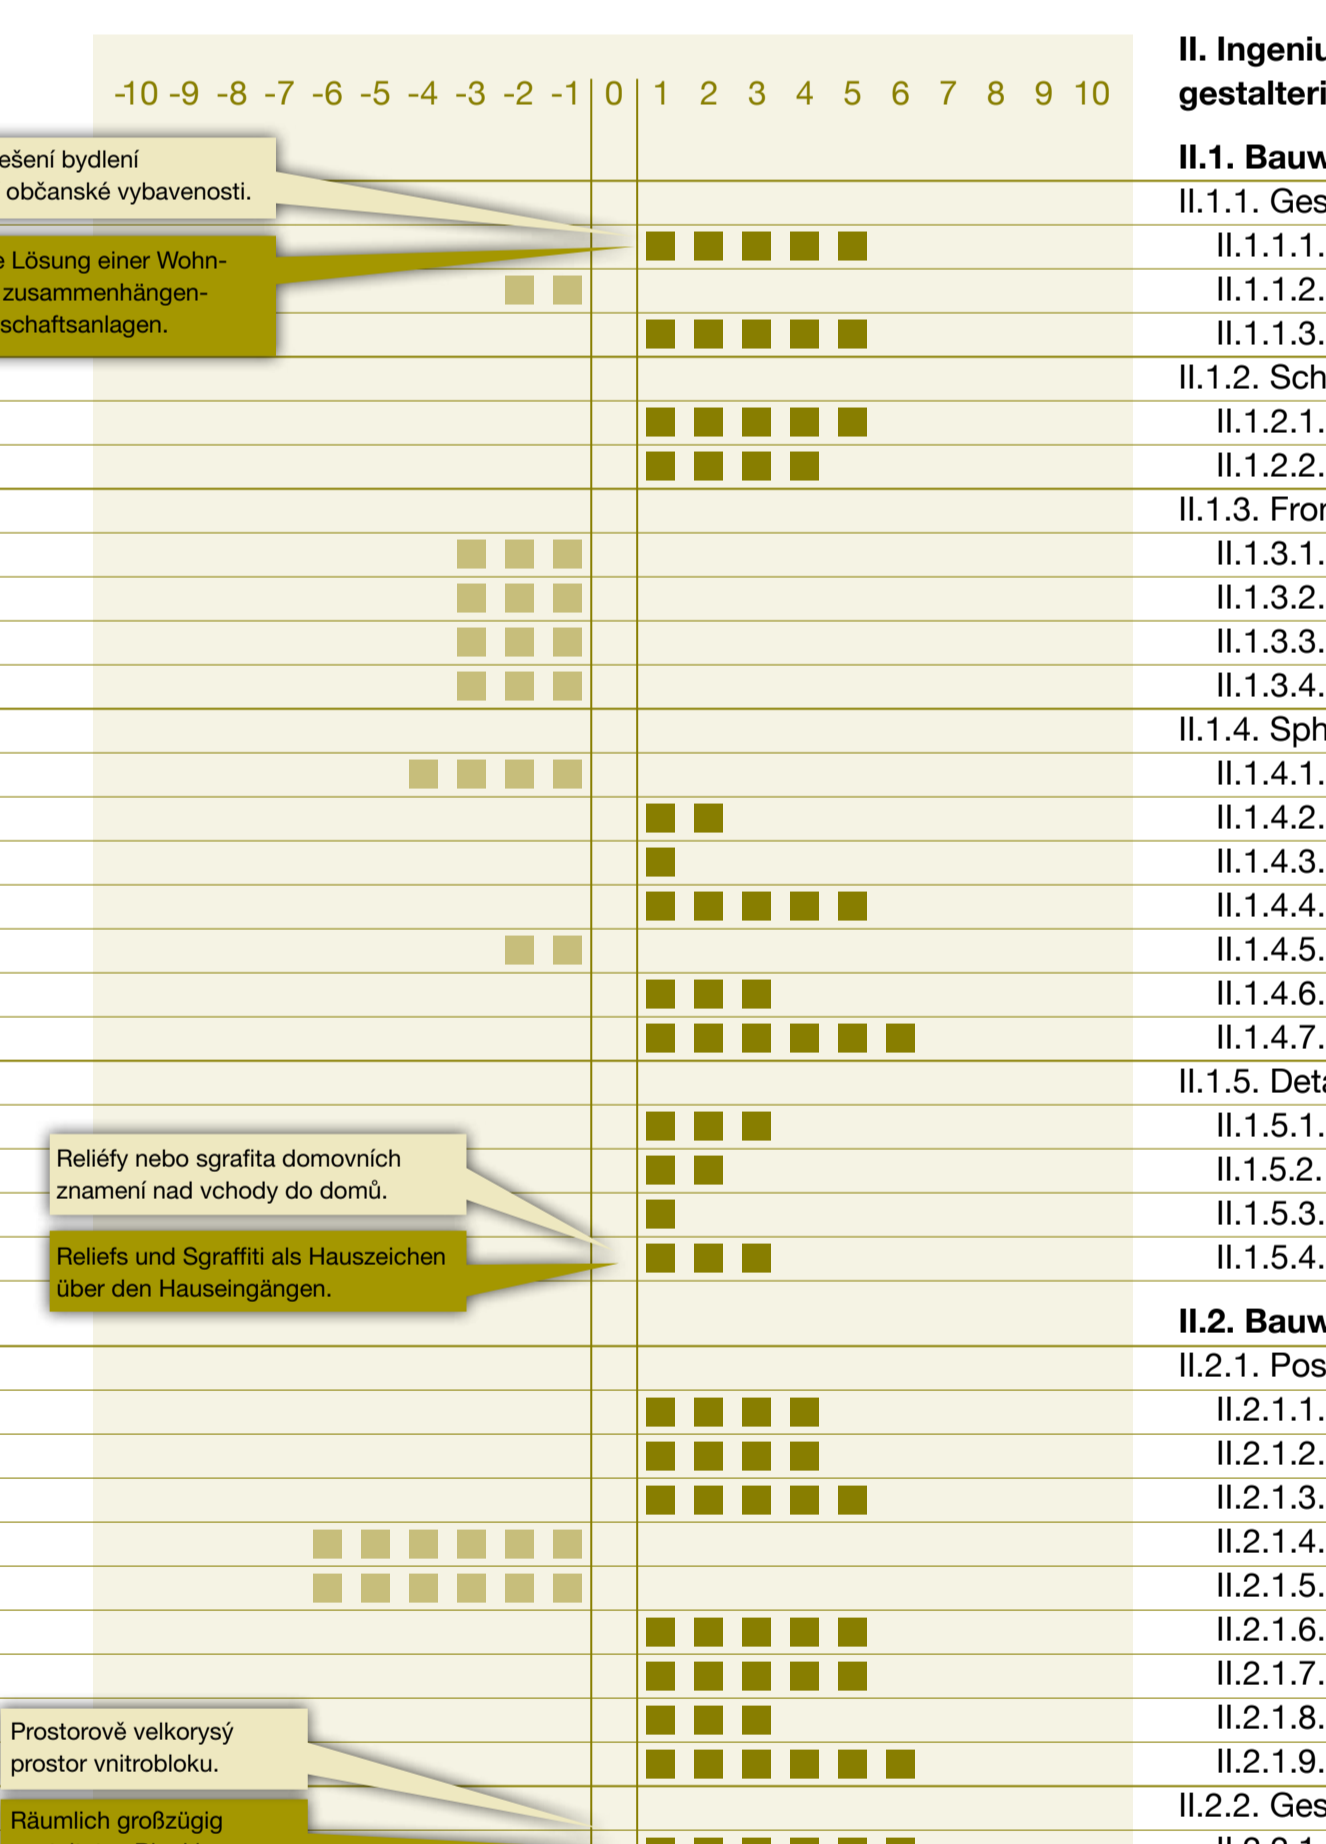 -10 -9 -8 -7 -6 -5 -4 -3 -2 -1 0 1 2 3 4 5 6 7 8 9 10
II.
gestalteri
II.1.
II.1.1.
II.1.1.1.
II.1.1.2.
II.1.1.3.
II.1.2.
II.1.2.1.
II.1.2.2.
II.1.3.
II.1.3.1.
II.1.3.2.
II.1.3.3.
II.1.3.4.
II.1.4.
II.1.4.1.
II.1.4.2.
II.1.4.3.
II.1.4.4.
II.1.4.5.
II.1.4.6.
II.1.4.7.
II.1.5.
II.1.5.1.
II.1.5.2.
II.1.5.3.
II.1.5.4.
II.2.
II.2.1.
II.2.1.1.
II.2.1.2.
II.2.1.3.
II.2.1.4.
II.2.1.5.
II.2.1.6.
II.2.1.7.
II.2.1.8.
II.2.1.9.
II.2.2.
ešení bydlení
občanské vybavenosti.
e Lösung einer Wohn-
zusammenhängen-
schaftsanlagen.
Reliéfy nebo sgrafita domovních
znamení nad vchody do domů.
Reliefs und Sgraffiti als Hauszeichen
über den Hauseingängen.
Prostorově velkorysý
prostor vnitrobloku.
Räumlich großzügig